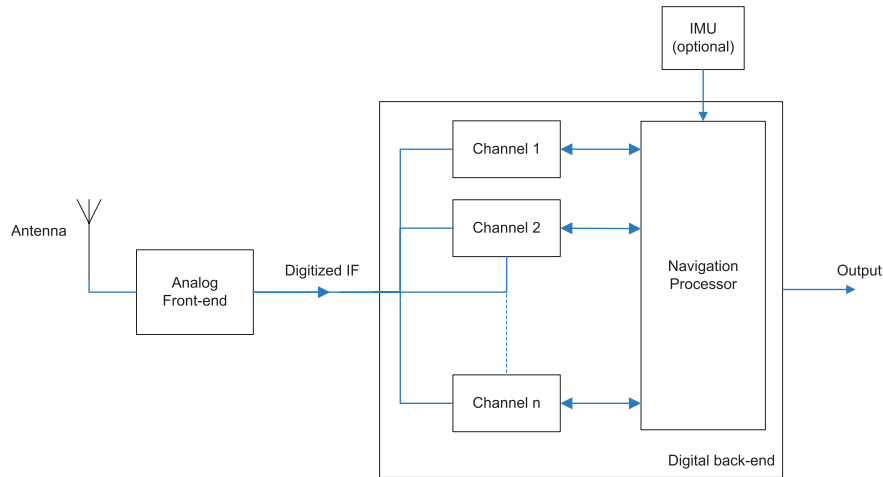 IMU
(optional)
Channel 1
Channel 2
Antenna
Analog
Front-end
Digitized IF
Navigation
Processor
Output
Channel n
Digital back-end